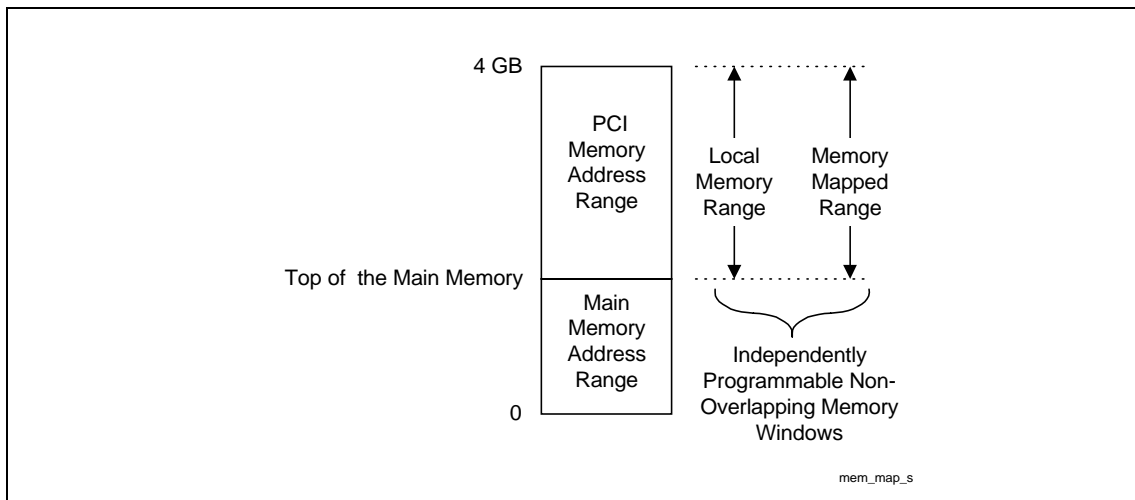 4 GB
PCI
Memory
Address
Range
Local
Memory
Range
Memory
Mapped
Range
Top of the Main Memory
Main
Memory
Address
Range
0
Independently
Programmable Non-
Overlapping Memory
Windows
mem_map_s